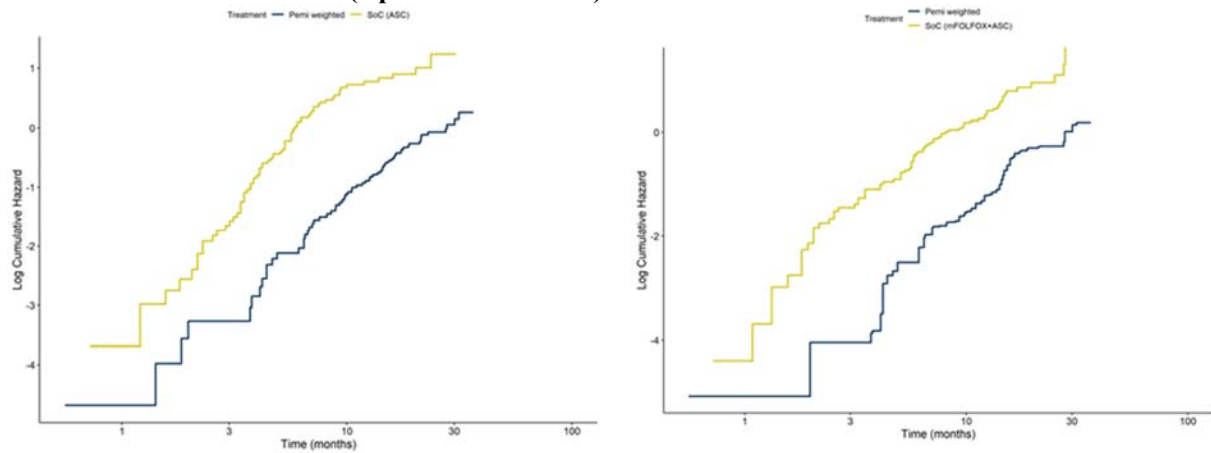 Treatment Pemi weighted SoC (ASC)
Log Cumulative Hazard
1
0
-1
-2
-3
-4
1 3 10 30 100
Time (months)
Treatment Pemi weighted
SoC (mFOLFOX+ASC)
Log Cumulative Hazard
0
-2
-4
1 3 10 30 100
Time (months)